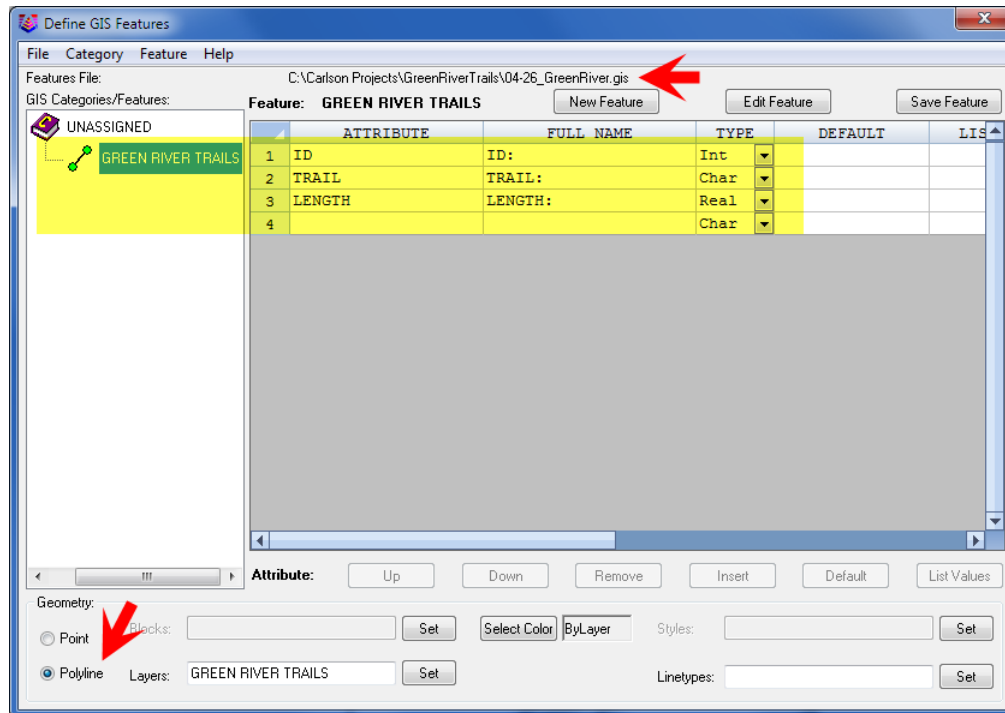 Define GIS Features
x
File Category Feature Help
Features File: C:\Carlson Projects\GreenRiverTrails\04-26_GreenRiver.gis
GIS Categories/Features:
Feature: GREEN RIVER TRAILS New Feature Edit Feature Save Feature
UNASSIGNED
GREEN RIVER TRAILS
ATTRIBUTE FULL NAME TYPE DEFAULT LIS
1 ID ID: Int
2 TRAIL TRAIL: Char
3 LENGTH LENGTH: Real
4 Char
Attribute: Up Down Remove Insert Default List Values
Geometry:
Point Blocks: Set Select Color ByLayer Styles: Set
Polyline Layers: GREEN RIVER TRAILS Set Linetypes: Set